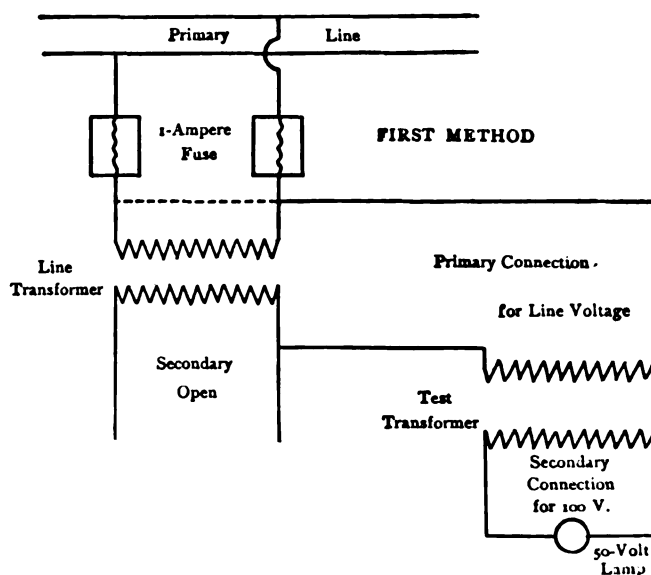 Primary Line
1-Ampere
Fuse
FIRST METHOD
Line
Transformer
Primary Connection
for Line Voltage
Secondary
Open
Test
Transformer
Secondary
Connection
for 100 V.
50-Volt
Lamp